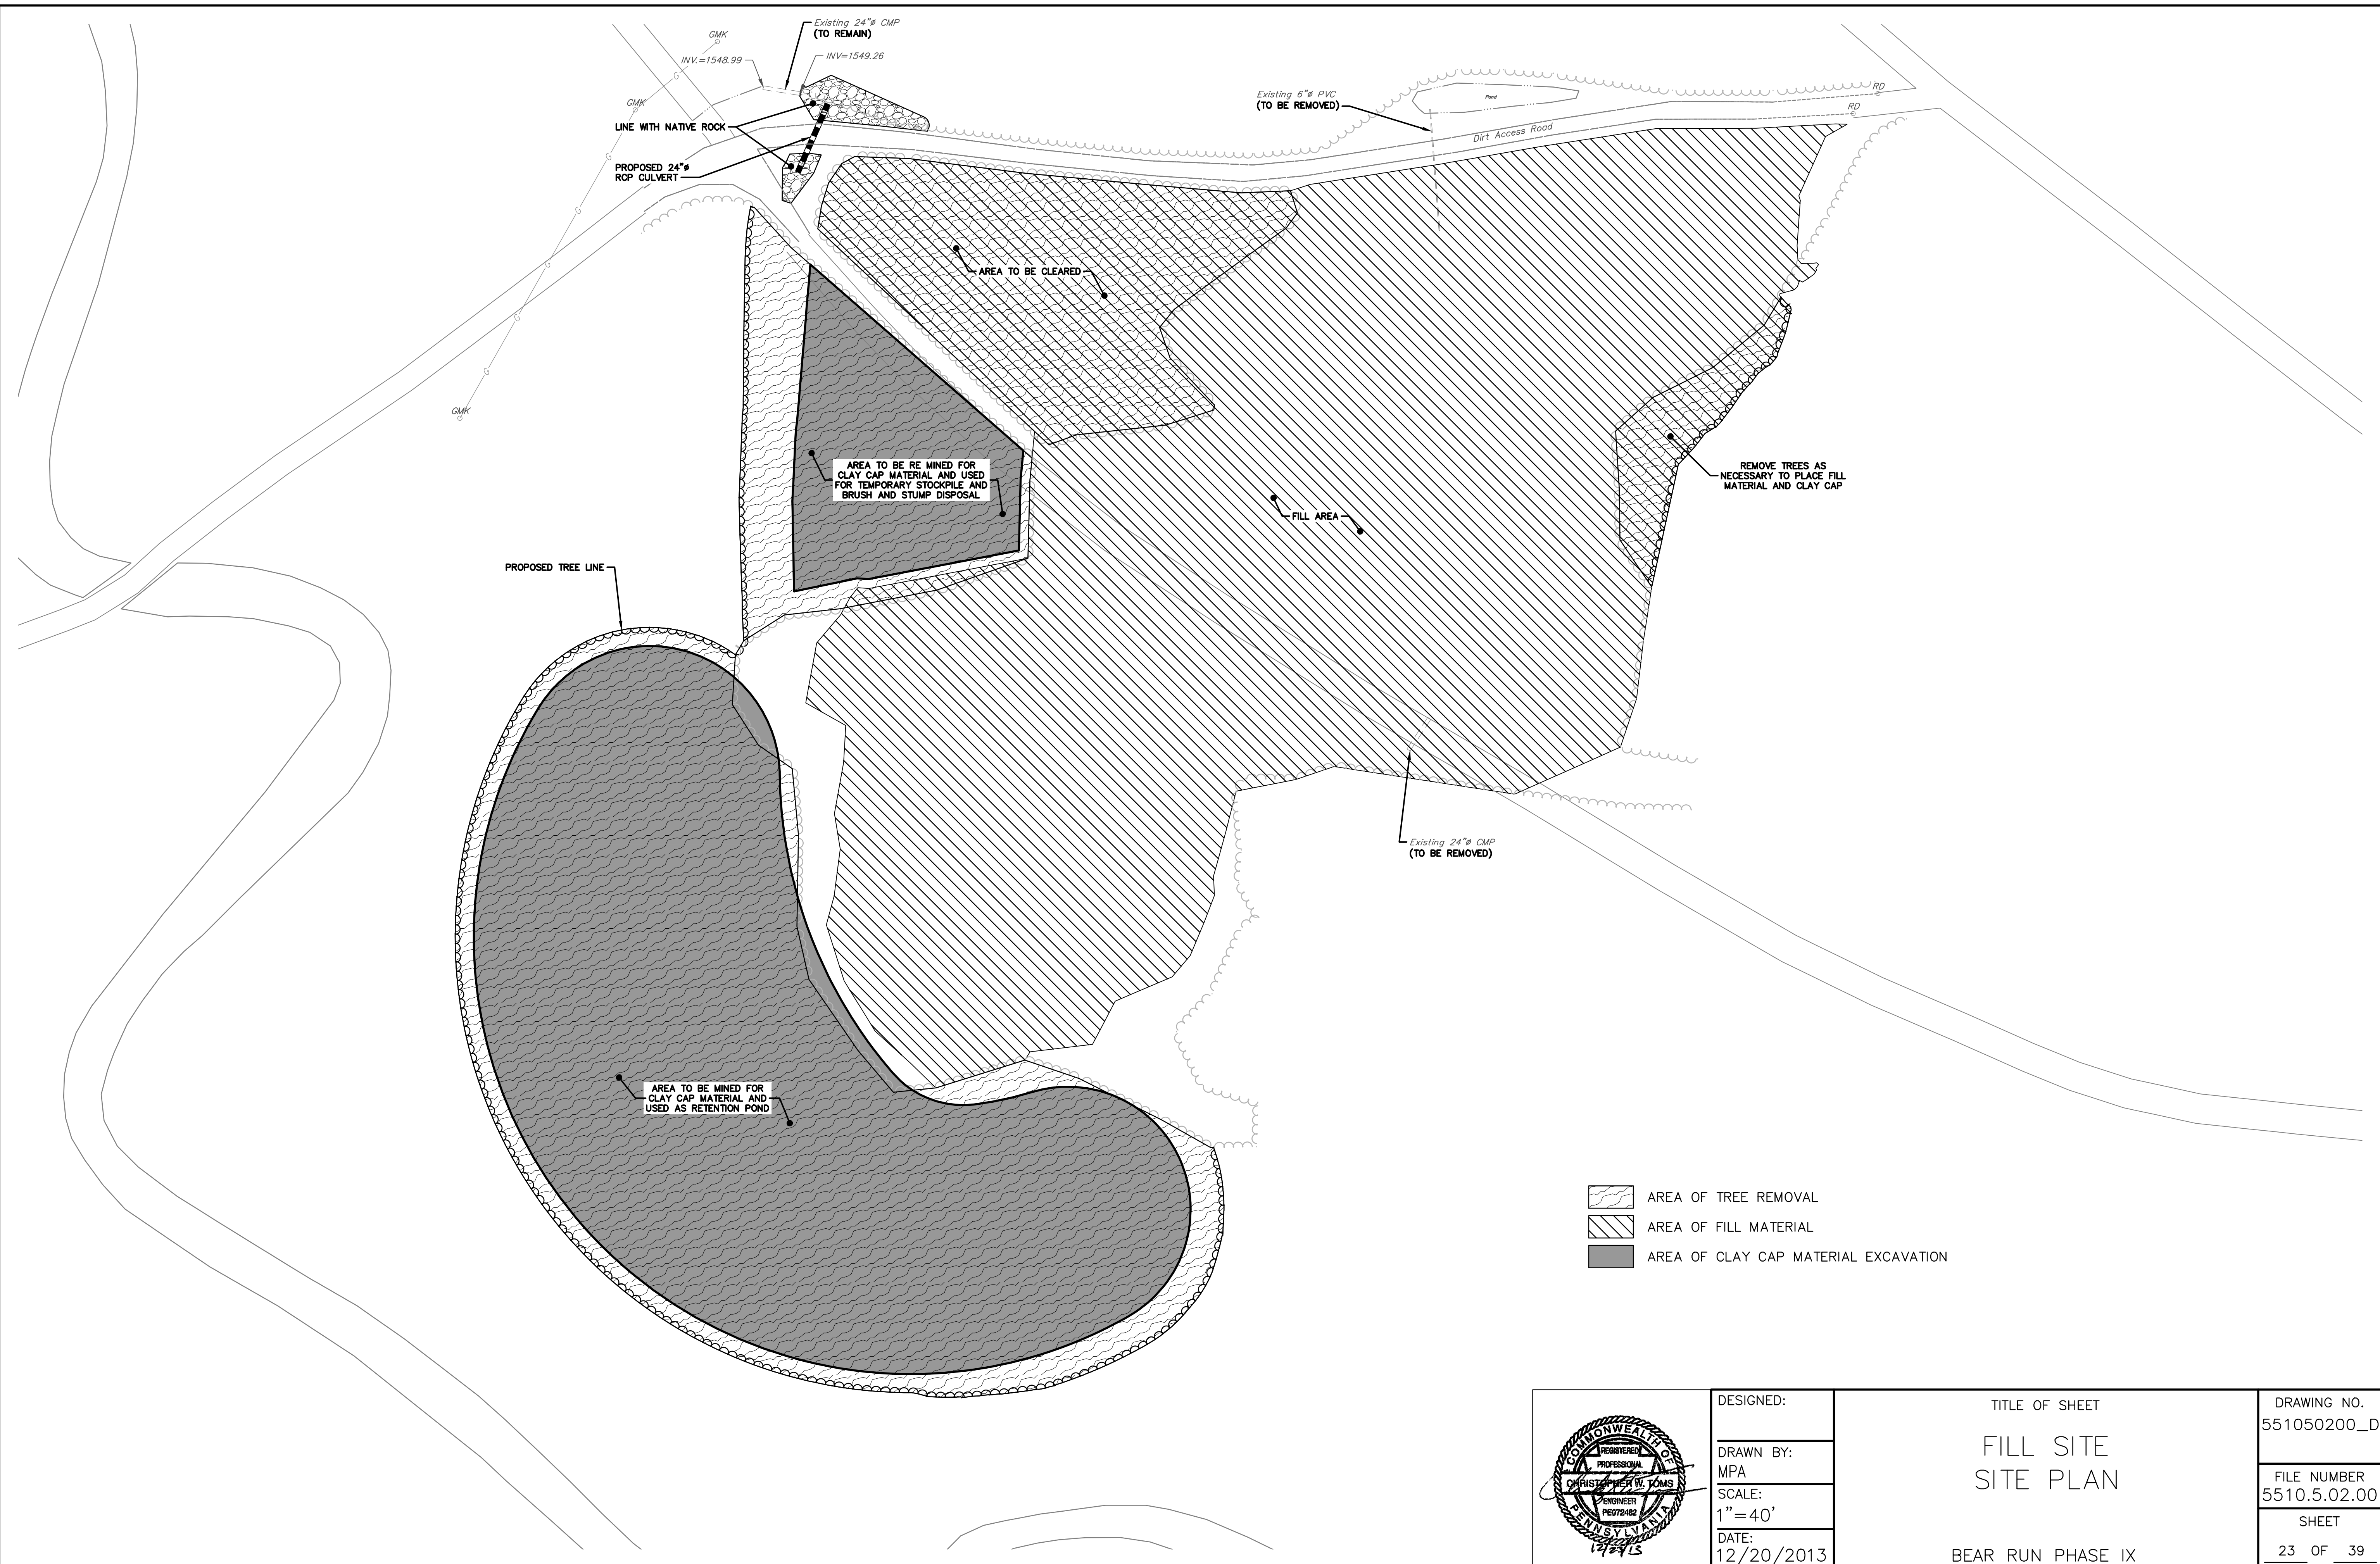 Existing 24"ø CMP
(TO REMAIN)
GMK
INV.=1548.99
INV=1549.26
G
GMK
LINE WITH NATIVE ROCK
PROPOSED 24"ø
RCP CULVERT
G
G
G
G
G
GMK
Existing 6"ø PVC
(TO BE REMOVED)
Pond
Dirt Access Road
RD
RD
AREA TO BE CLEARED
AREA TO BE RE MINED FOR
CLAY CAP MATERIAL AND USED
FOR TEMPORARY STOCKPILE AND
BRUSH AND STUMP DISPOSAL
FILL AREA
REMOVE TREES AS
NECESSARY TO PLACE FILL
MATERIAL AND CLAY CAP
PROPOSED TREE LINE
Existing 24"ø CMP
(TO BE REMOVED)
AREA TO BE MINED FOR
CLAY CAP MATERIAL AND
USED AS RETENTION POND
AREA OF TREE REMOVAL
AREA OF FILL MATERIAL
AREA OF CLAY CAP MATERIAL EXCAVATION
COMMONWEALTH OF
REGISTERED
PROFESSIONAL
CHRISTOPHER W. TOMS
ENGINEER
PE072482
PENNSYLVANIA
12/23/13
DESIGNED:
DRAWN BY:
MPA
SCALE:
1"=40'
DATE:
12/20/2013
TITLE OF SHEET
FILL SITE
SITE PLAN
BEAR RUN PHASE IX
DRAWING NO.
551050200_D
FILE NUMBER
5510.5.02.00
SHEET
23 OF 39